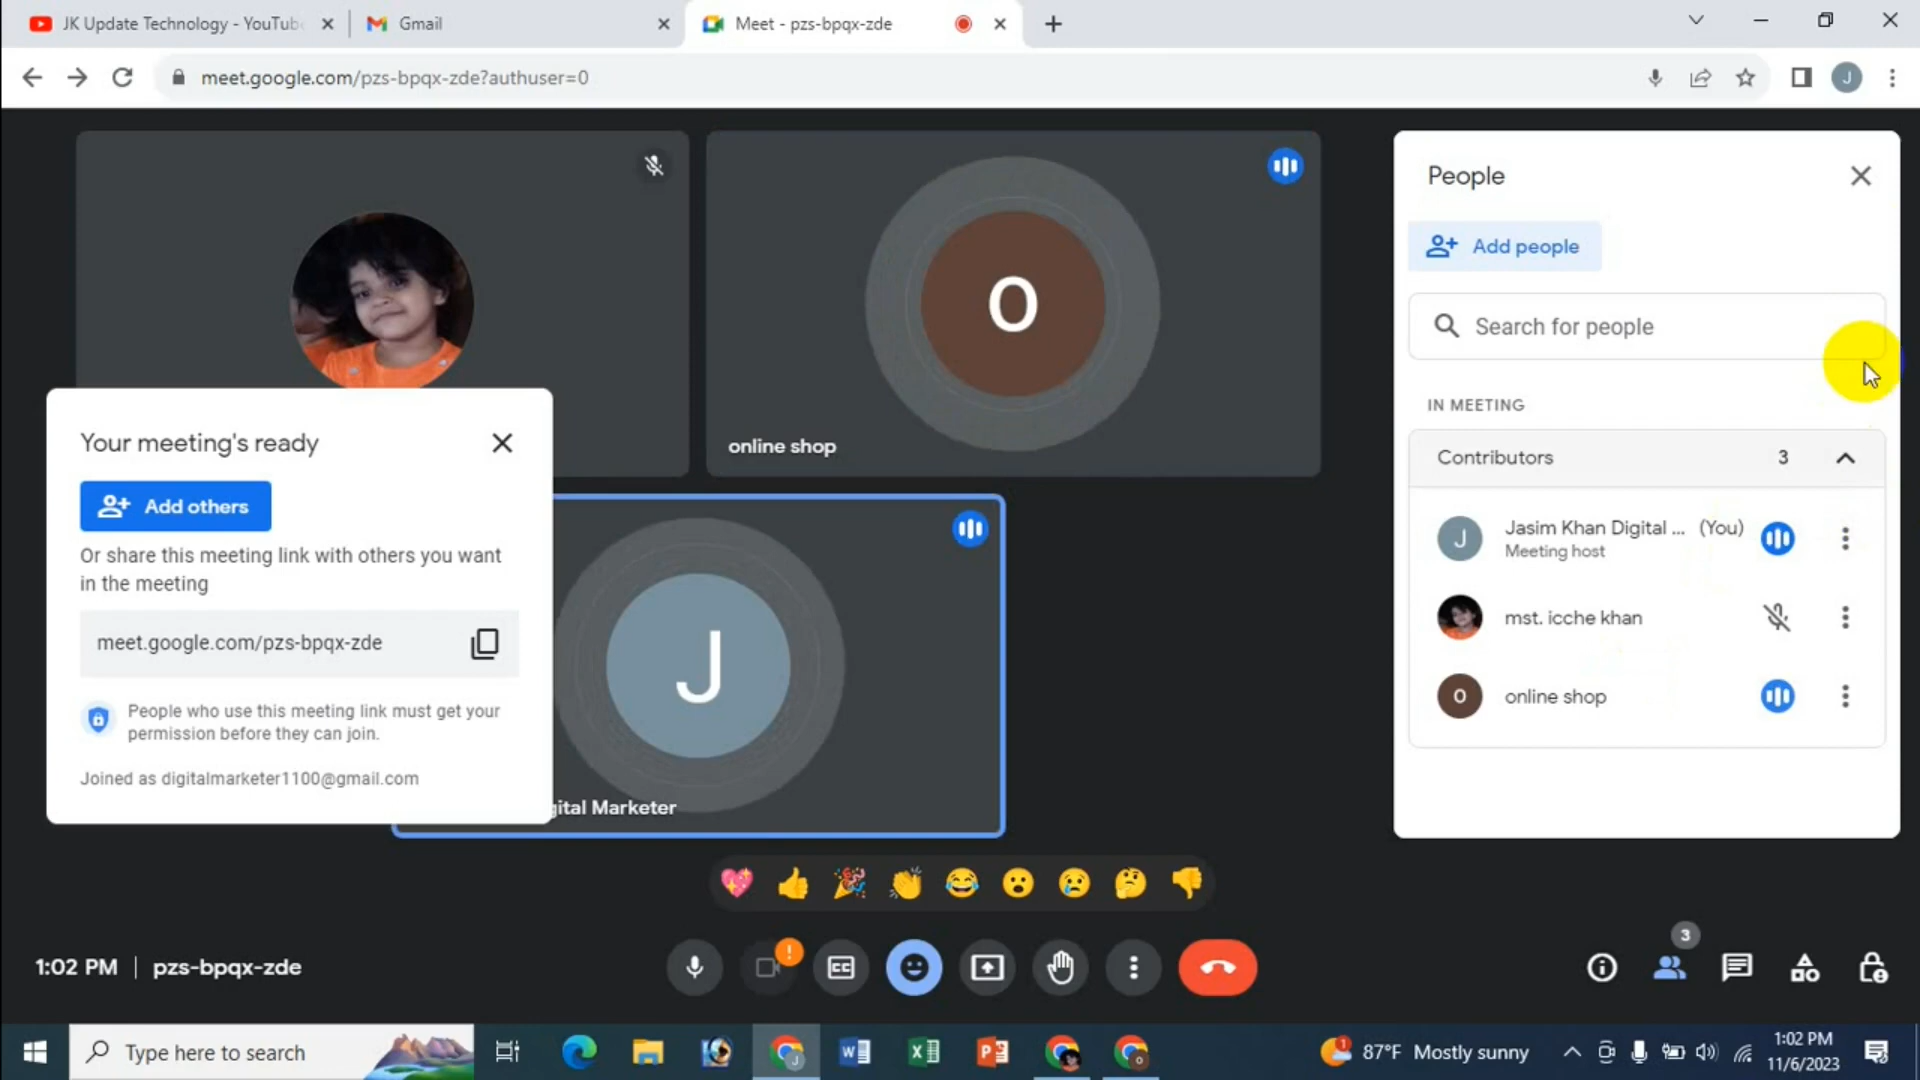 JK Update Technology - YouTub
Gmail
Meet - pzs-bpqx-zde
meet.google.com/pzs-bpqx-zde?authuser=0
J
O
online shop
Your meeting's ready
Add others
Or share this meeting link with others you want
in the meeting
meet.google.com/pzs-bpqx-zde
People who use this meeting link must get your
permission before they can join.
Joined as digitalmarketer1100@gmail.com
J
gital Marketer
People
Add people
Search for people
IN MEETING
Contributors 3
J Jasim Khan Digital ... (You)
Meeting host
mst. icche khan
O online shop
1:02 PM | pzs-bpqx-zde
!
CC
3
Type here to search
1 87°F Mostly sunny
1:02 PM
11/6/2023